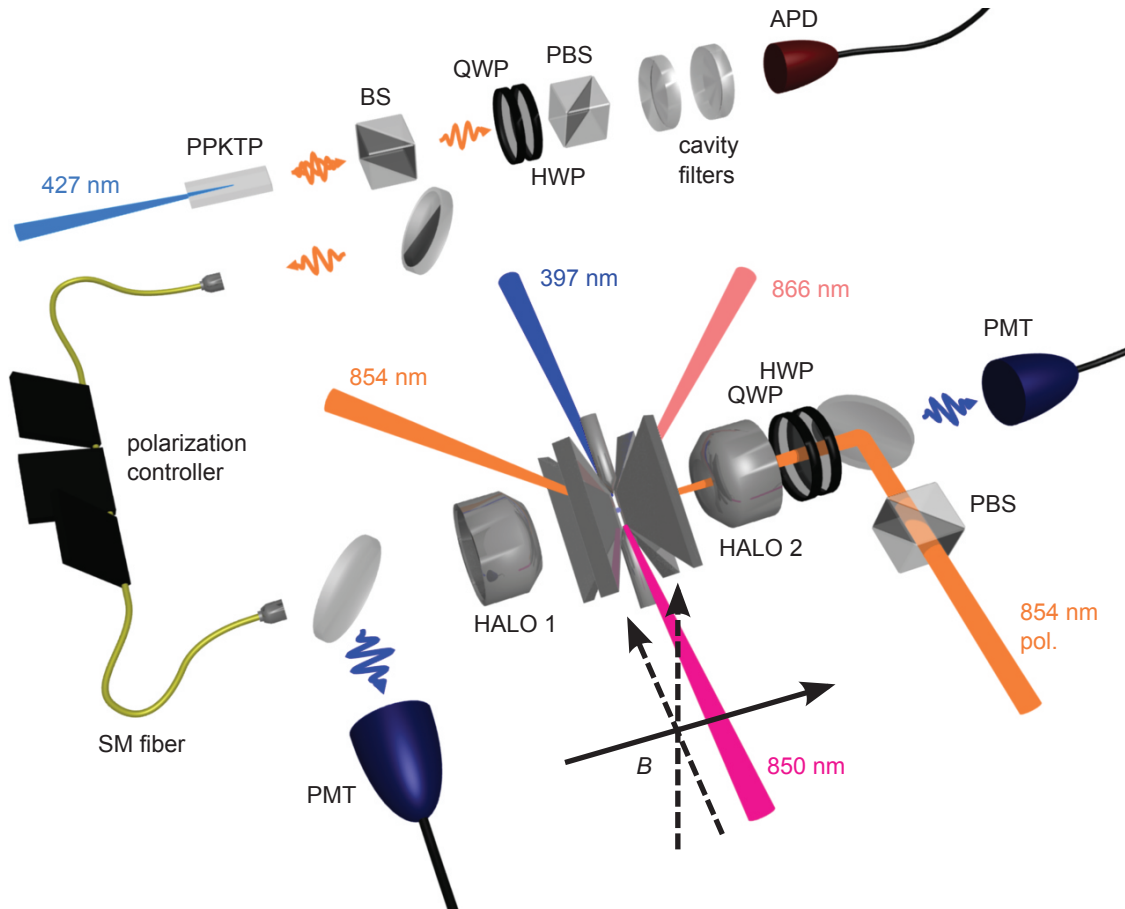 APD
PBS
QWP
BS
HWP
cavity
filters
PPKTP
427 nm
397 nm
866 nm
PMT
854 nm
HWP
QWP
polarization
controller
PBS
HALO 2
HALO 1
854 nm
pol.
SM fiber
B
850 nm
PMT